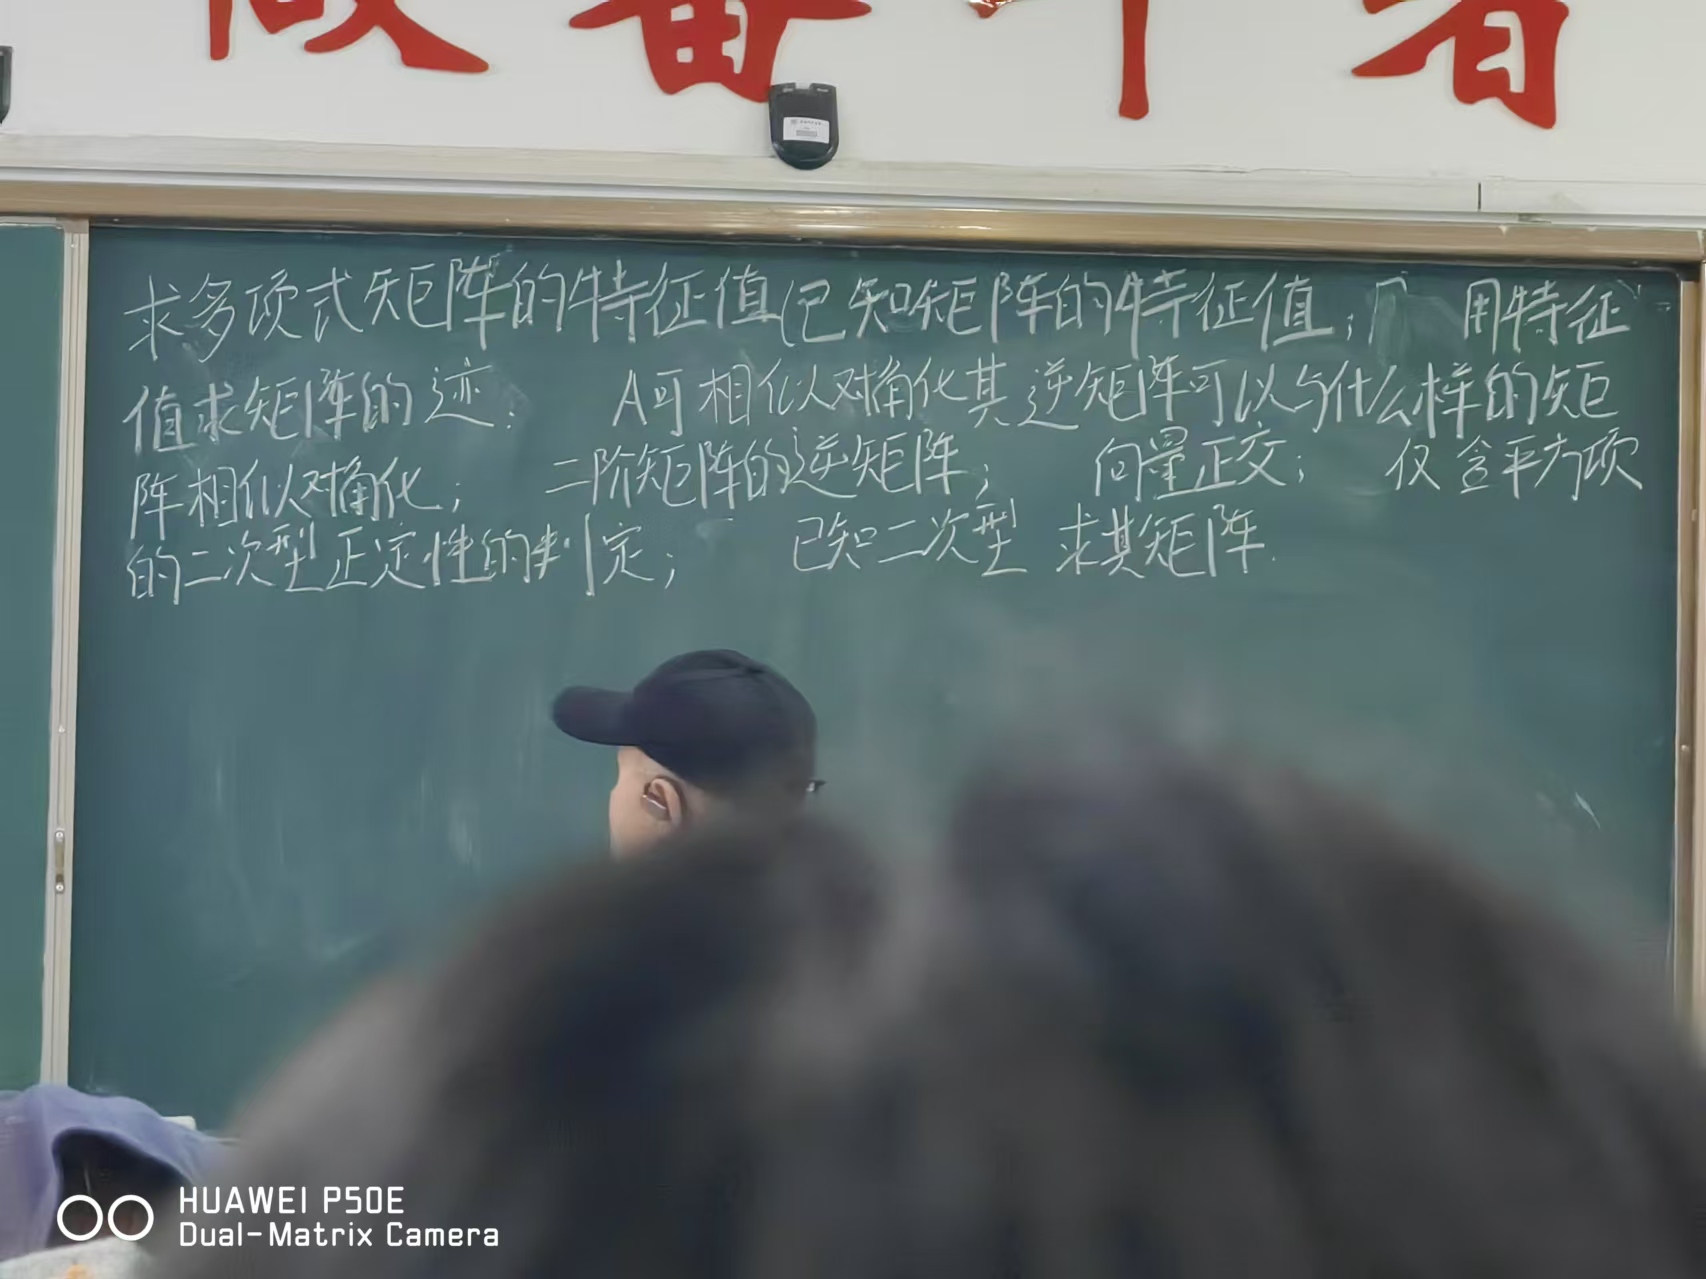 求多项式矩阵的特征值(已知矩阵的特征值; 用特征
值求矩阵的迹; A可相似对角化其逆矩阵可以与什么样的矩
阵相似对角化; 二阶矩阵的逆矩阵; 向量正交; 仅含平方项
的二次型正定性的判定; 已知二次型 求其矩阵.
HUAWEI P50E
Dual-Matrix Camera